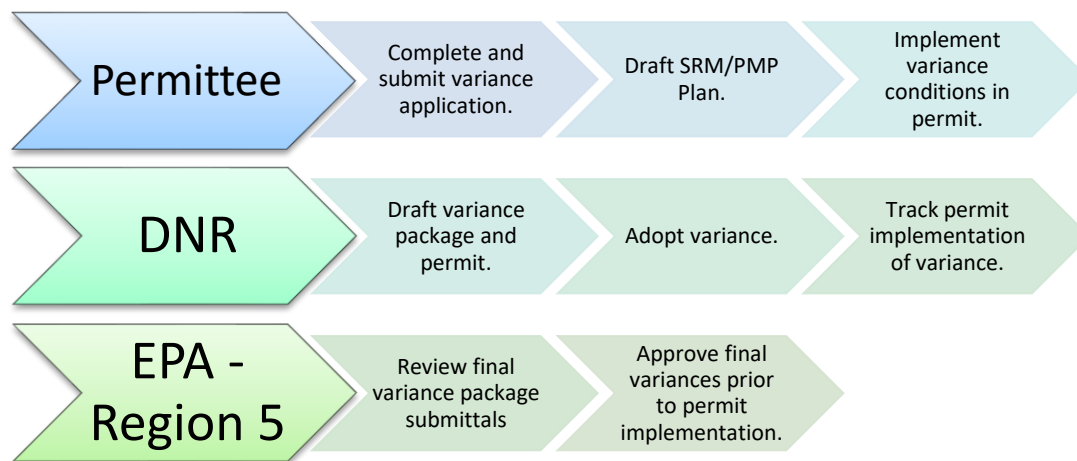 Permittee
Complete and
submit variance
application.
Draft SRM/PMP
Plan.
Implement
variance
conditions in
permit.
DNR
Draft variance
package and
permit.
Adopt variance.
Track permit
implementation
of variance.
EPA -
Region 5
Review final
variance package
submittals
Approve final
variances prior
to permit
implementation.